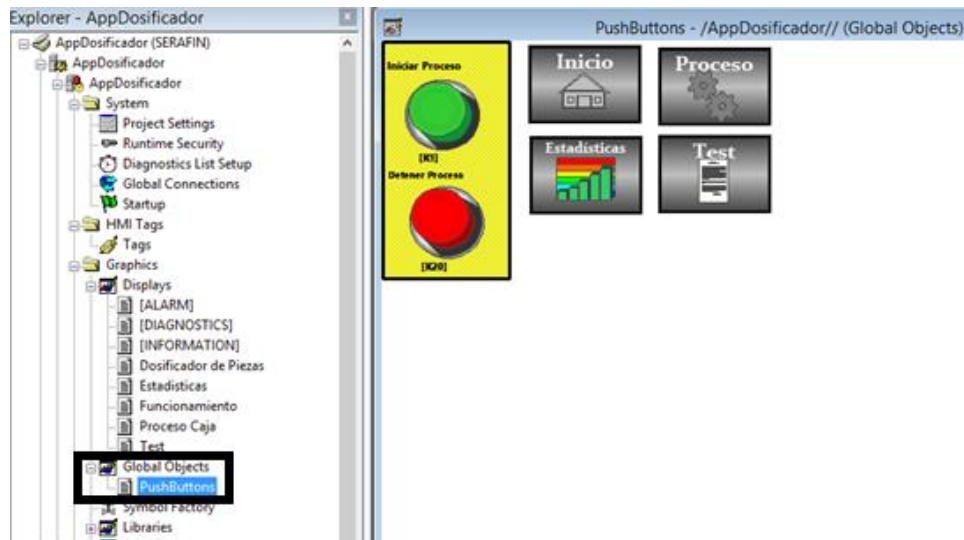 Explorer - AppDosificador
AppDosificador (SERAFIN)
AppDosificador
AppDosificador
System
Project Settings
Runtime Security
Diagnostics List Setup
Global Connections
Startup
HMI Tags
Tags
Graphics
Displays
[ALARM]
[DIAGNOSTICS]
[INFORMATION]
Dosificador de Piezas
Estadisticas
Funcionamiento
Proceso Caja
Test
Global Objects
PushButtons
Symbol Factory
Libraries
PushButtons - /AppDosificador// (Global Objects)
Iniciar Proceso
[K1]
Detener Proceso
[K20]
Inicio
Proceso
Estadísticas
Test